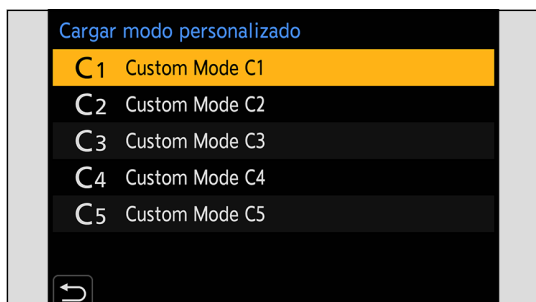 Cargar modo personalizado
C1 Custom Mode C1
C2 Custom Mode C2
C3 Custom Mode C3
C4 Custom Mode C4
C5 Custom Mode C5